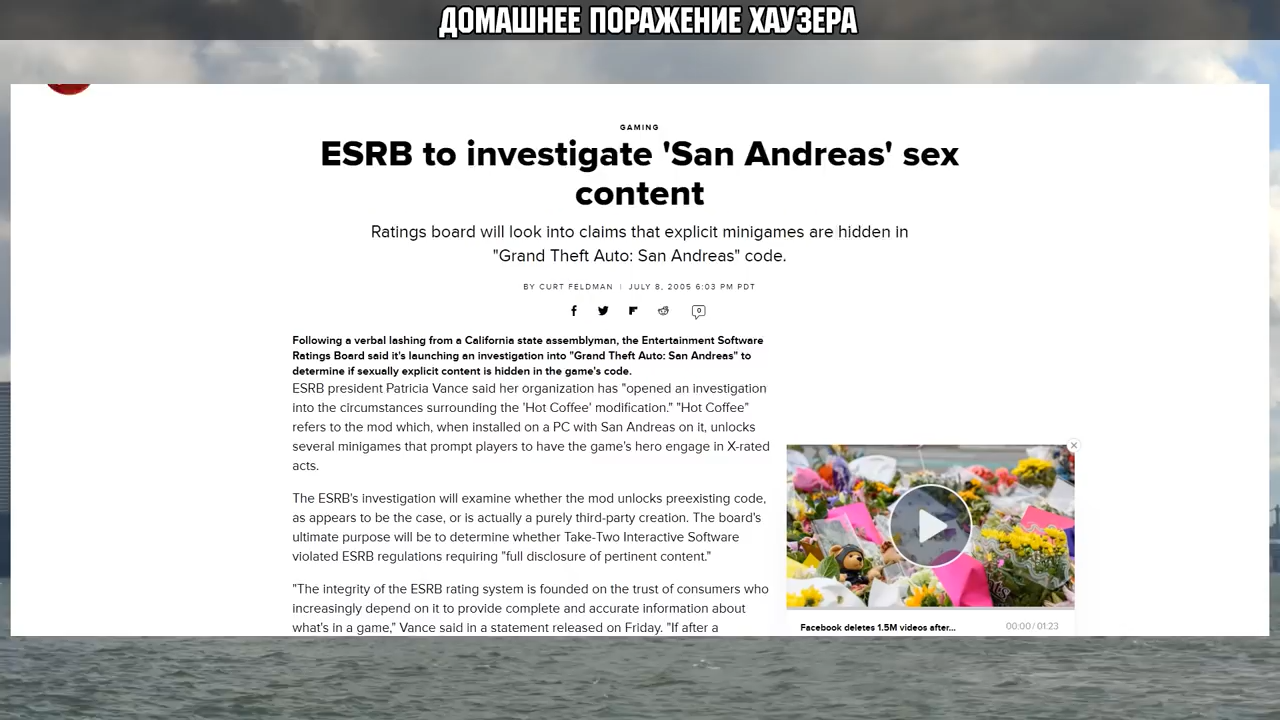 ДОМАШНЕЕ ПОРАЖЕНИЕ ХАУЗЕРА
GAMING
ESRB to investigate 'San Andreas' sex
content
Ratings board will look into claims that explicit minigames are hidden in
"Grand Theft Auto: San Andreas" code.
BY CURT FELDMAN | JULY 8, 2005 6:03 PM PDT
0
Following a verbal lashing from a California state assemblyman, the Entertainment Software
Ratings Board said it's launching an investigation into "Grand Theft Auto: San Andreas" to
determine if sexually explicit content is hidden in the game's code.
ESRB president Patricia Vance said her organization has "opened an investigation
into the circumstances surrounding the 'Hot Coffee' modification." "Hot Coffee"
refers to the mod which, when installed on a PC with San Andreas on it, unlocks
several minigames that prompt players to have the game's hero engage in X-rated
acts.
The ESRB's investigation will examine whether the mod unlocks preexisting code,
as appears to be the case, or is actually a purely third-party creation. The board's
ultimate purpose will be to determine whether Take-Two Interactive Software
violated ESRB regulations requiring "full disclosure of pertinent content."
"The integrity of the ESRB rating system is founded on the trust of consumers who
increasingly depend on it to provide complete and accurate information about
what's in a game," Vance said in a statement released on Friday. "If after a
Facebook deletes 1.5M videos after...
00:00 / 01:23